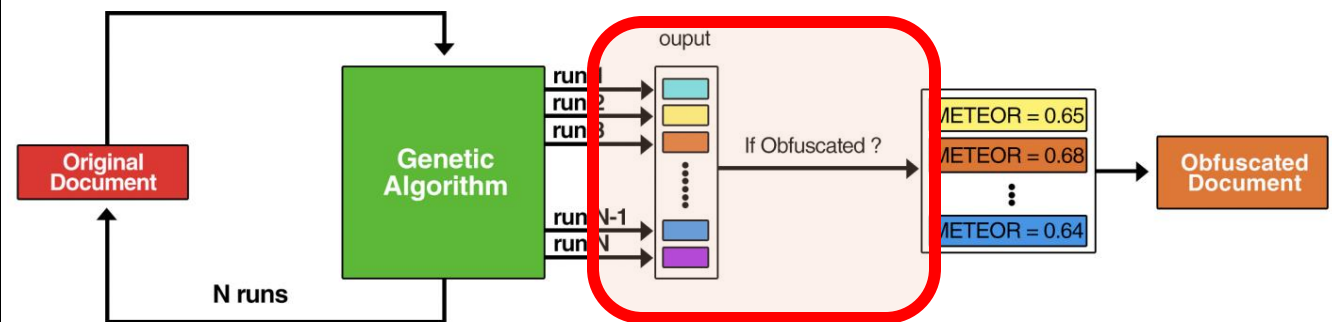 ouput
run 1
run 2
run 3
If Obfuscated ?
METEOR = 0.65
METEOR = 0.68
METEOR = 0.64
Original
Document
Genetic
Algorithm
Obfuscated
Document
run N-1
run N
N runs